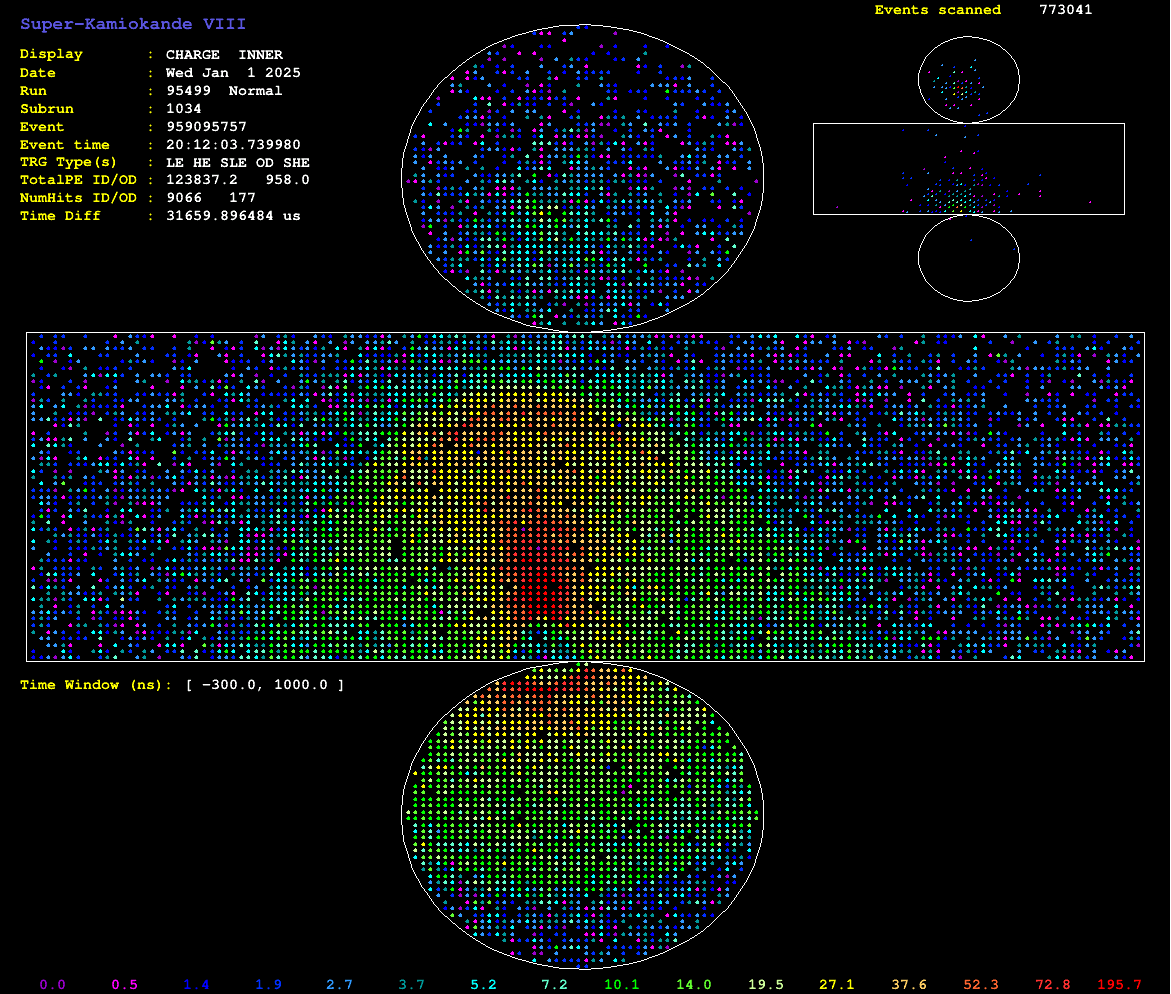 Super-Kamiokande VIII
Events scanned 773041
Display : CHARGE INNER
Date : Wed Jan 1 2025
Run : 95499 Normal
Subrun : 1034
Event : 959095757
Event time : 20:12:03.739980
TRG Type(s) : LE HE SLE OD SHE
TotalPE ID/OD : 123837.2 958.0
NumHits ID/OD : 9066 177
Time Diff : 31659.896484 us
Time Window (ns): [ −300.0, 1000.0 ]
0.0 0.5 1.4 1.9 2.7 3.7 5.2 7.2 10.1 14.0 19.5 27.1 37.6 52.3 72.8 195.7